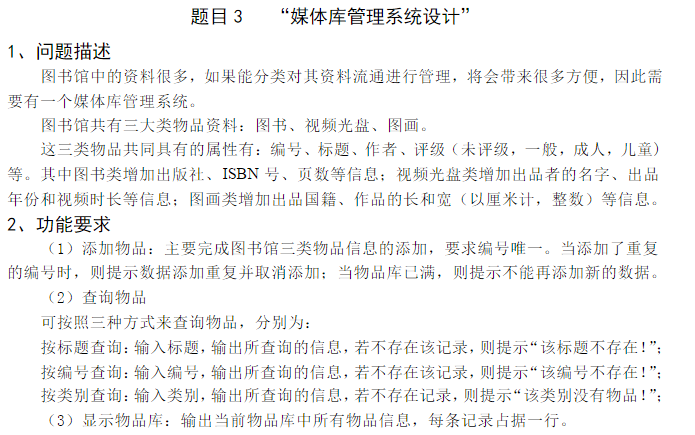 题目3 “媒体库管理系统设计”
1、问题描述
图书馆中的资料很多，如果能分类对其资料流通进行管理，将会带来很多方便，因此需
要有一个媒体库管理系统。
图书馆共有三大类物品资料：图书、视频光盘、图画。
这三类物品共同具有的属性有：编号、标题、作者、评级（未评级，一般，成人，儿童)
等。其中图书类增加出版社、ISBN 号、页数等信息；视频光盘类增加出品者的名字、出品
年份和视频时长等信息；图画类增加出品国籍、作品的长和宽（以厘米计，整数）等信息。
2、功能要求
（1）添加物品：主要完成图书馆三类物品信息的添加，要求编号唯一。当添加了重复
的编号时，则提示数据添加重复并取消添加；当物品库已满，则提示不能再添加新的数据。
（2）查询物品
可按照三种方式来查询物品，分别为：
按标题查询：输入标题，输出所查询的信息，若不存在该记录，则提示“该标题不存在！”；
按编号查询：输入编号，输出所查询的信息，若不存在该记录，则提示“该编号不存在！”；
按类别查询：输入类别，输出所查询的信息，若不存在记录，则提示“该类别没有物品！”；
（3）显示物品库：输出当前物品库中所有物品信息，每条记录占据一行。